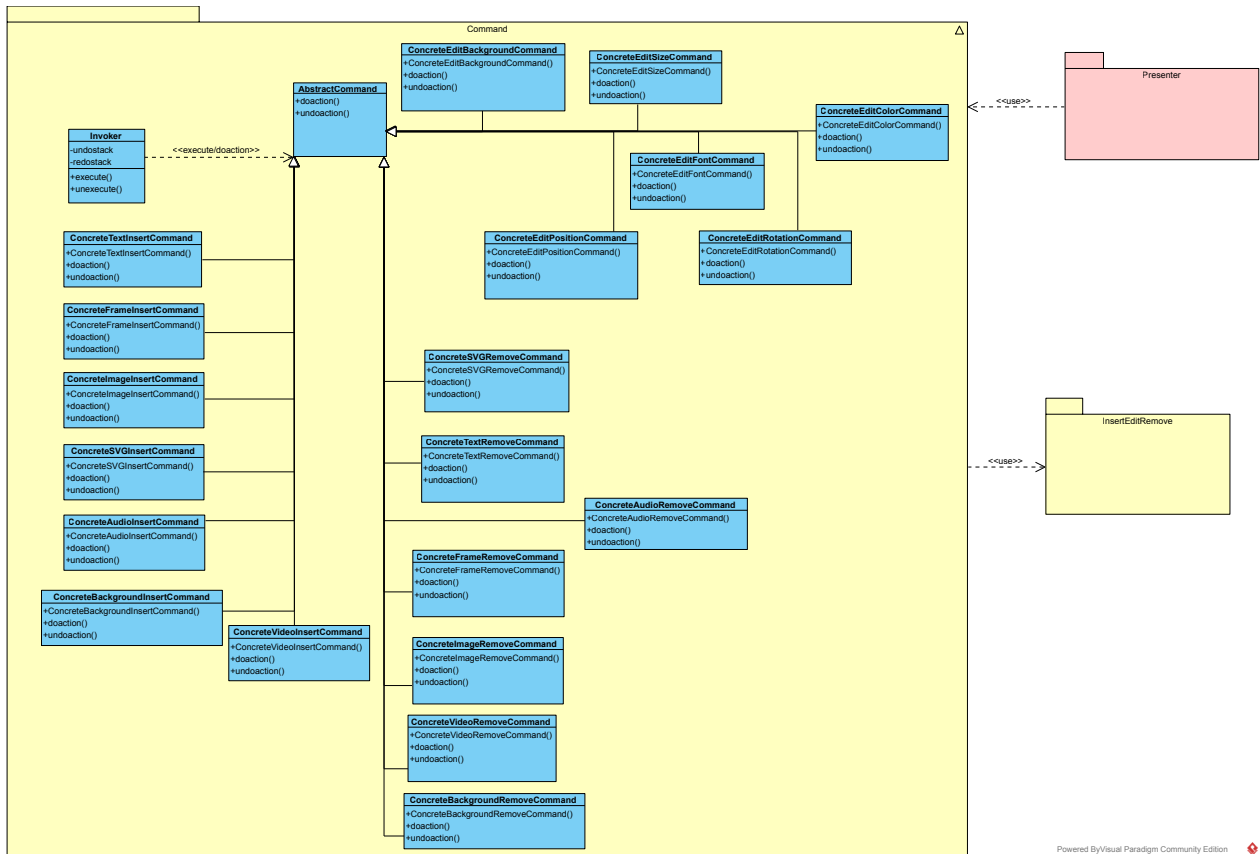 Command
ConcreteEditBackgroundCommand
+ConcreteEditBackgroundCommand()
+doaction()
+undoaction()
ConcreteEditSizeCommand
+ConcreteEditSizeCommand()
+doaction()
+undoaction()
Presenter
AbstractCommand
+doaction()
+undoaction()
<<use>>
ConcreteEditColorCommand
+ConcreteEditColorCommand()
+doaction()
+undoaction()
Invoker
-undostack
-redostack
+execute()
+unexecute()
<<execute/doaction>>
ConcreteEditFontCommand
+ConcreteEditFontCommand()
+doaction()
+undoaction()
ConcreteTextInsertCommand
+ConcreteTextInsertCommand()
+doaction()
+undoaction()
ConcreteEditPositionCommand
+ConcreteEditPositionCommand()
+doaction()
+undoaction()
ConcreteEditRotationCommand
+ConcreteEditRotationCommand()
+doaction()
+undoaction()
ConcreteFrameInsertCommand
+ConcreteFrameInsertCommand()
+doaction()
+undoaction()
ConcreteSVGRemoveCommand
+ConcreteSVGRemoveCommand()
+doaction()
+undoaction()
ConcreteImageInsertCommand
+ConcreteImageInsertCommand()
+doaction()
+undoaction()
InsertEditRemove
ConcreteTextRemoveCommand
+ConcreteTextRemoveCommand()
+doaction()
+undoaction()
ConcreteSVGInsertCommand
+ConcreteSVGInsertCommand()
+doaction()
+undoaction()
<<use>>
ConcreteAudioRemoveCommand
+ConcreteAudioRemoveCommand()
+doaction()
+undoaction()
ConcreteAudioInsertCommand
+ConcreteAudioInsertCommand()
+doaction()
+undoaction()
ConcreteFrameRemoveCommand
+ConcreteFrameRemoveCommand()
+doaction()
+undoaction()
ConcreteBackgroundInsertCommand
+ConcreteBackgroundInsertCommand()
+doaction()
+undoaction()
ConcreteVideoInsertCommand
+ConcreteVideoInsertCommand()
+doaction()
+undoaction()
ConcreteImageRemoveCommand
+ConcreteImageRemoveCommand()
+doaction()
+undoaction()
ConcreteVideoRemoveCommand
+ConcreteVideoRemoveCommand()
+doaction()
+undoaction()
ConcreteBackgroundRemoveCommand
+ConcreteBackgroundRemoveCommand()
+doaction()
+undoaction()
Powered ByVisual Paradigm Community Edition